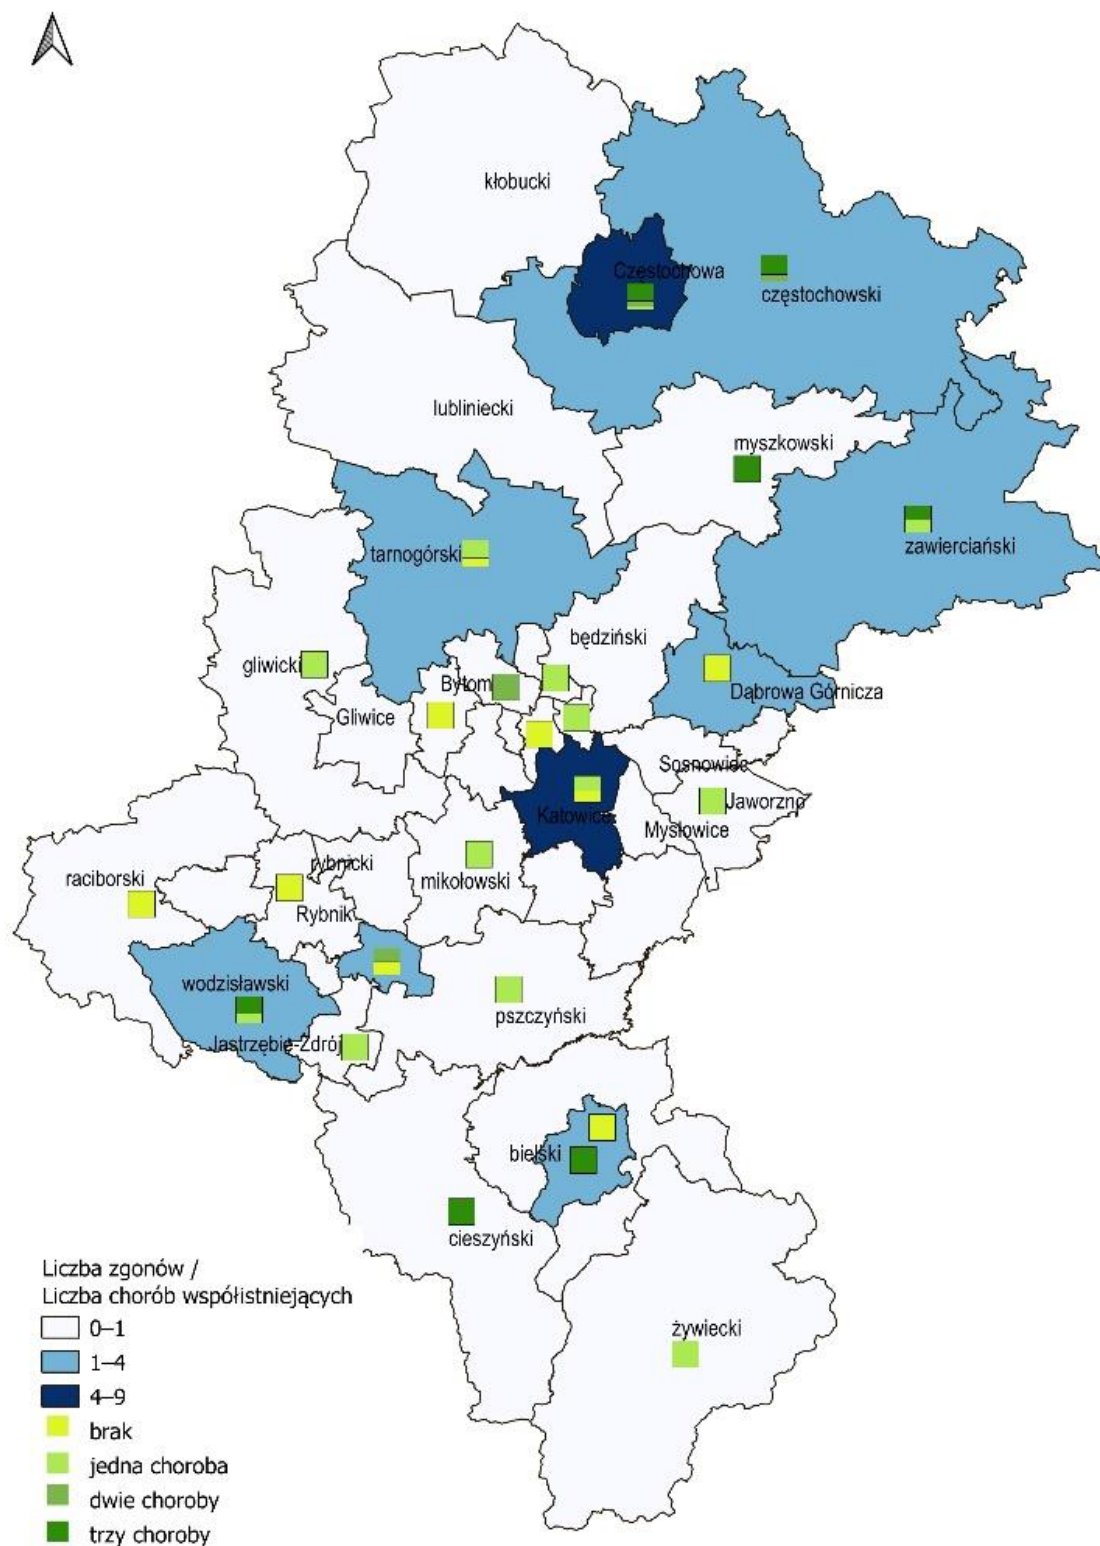 kłobucki
Częstochowa
częstochowski
lubliniecki
myszkowski
zawierciański
tarnogórski
będziński
gliwicki
Bytom
Dąbrowa Górnicza
Gliwice
Sosnowiec
Jaworzno
Katowice
Mysłowice
rybnicki
mikołowski
raciborski
Rybnik
wodzisławski
pszczyński
Jastrzębie-Zdrój
bielski
cieszyński
Liczba zgonów /
Liczba chorób współistniejących
0–1
żywiecki
1–4
4–9
brak
jedna choroba
dwie choroby
trzy choroby